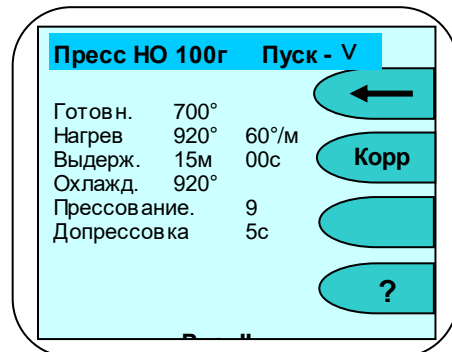 Пресс НО 100г Пуск - V
Готовн. 700°
Нагрев 920° 60°/м
Выдерж. 15м 00с
Корр
Охлажд. 920°
Прессование. 9
Допрессовка 5с
?